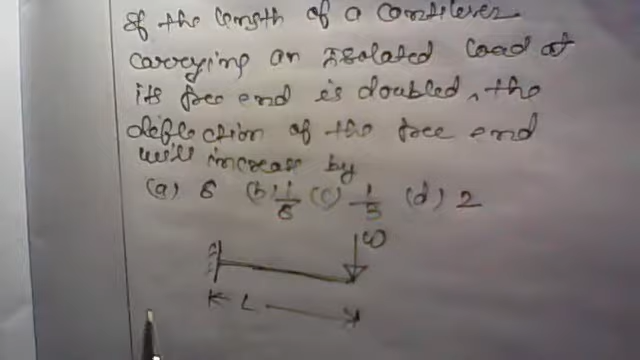 If the length of a cantilever
carrying an isolated load at
its free end is doubled, the
deflection of the free end
will increase by
(a) 8 (b) 1/8 (c) 1/3 (d) 2
ω
L